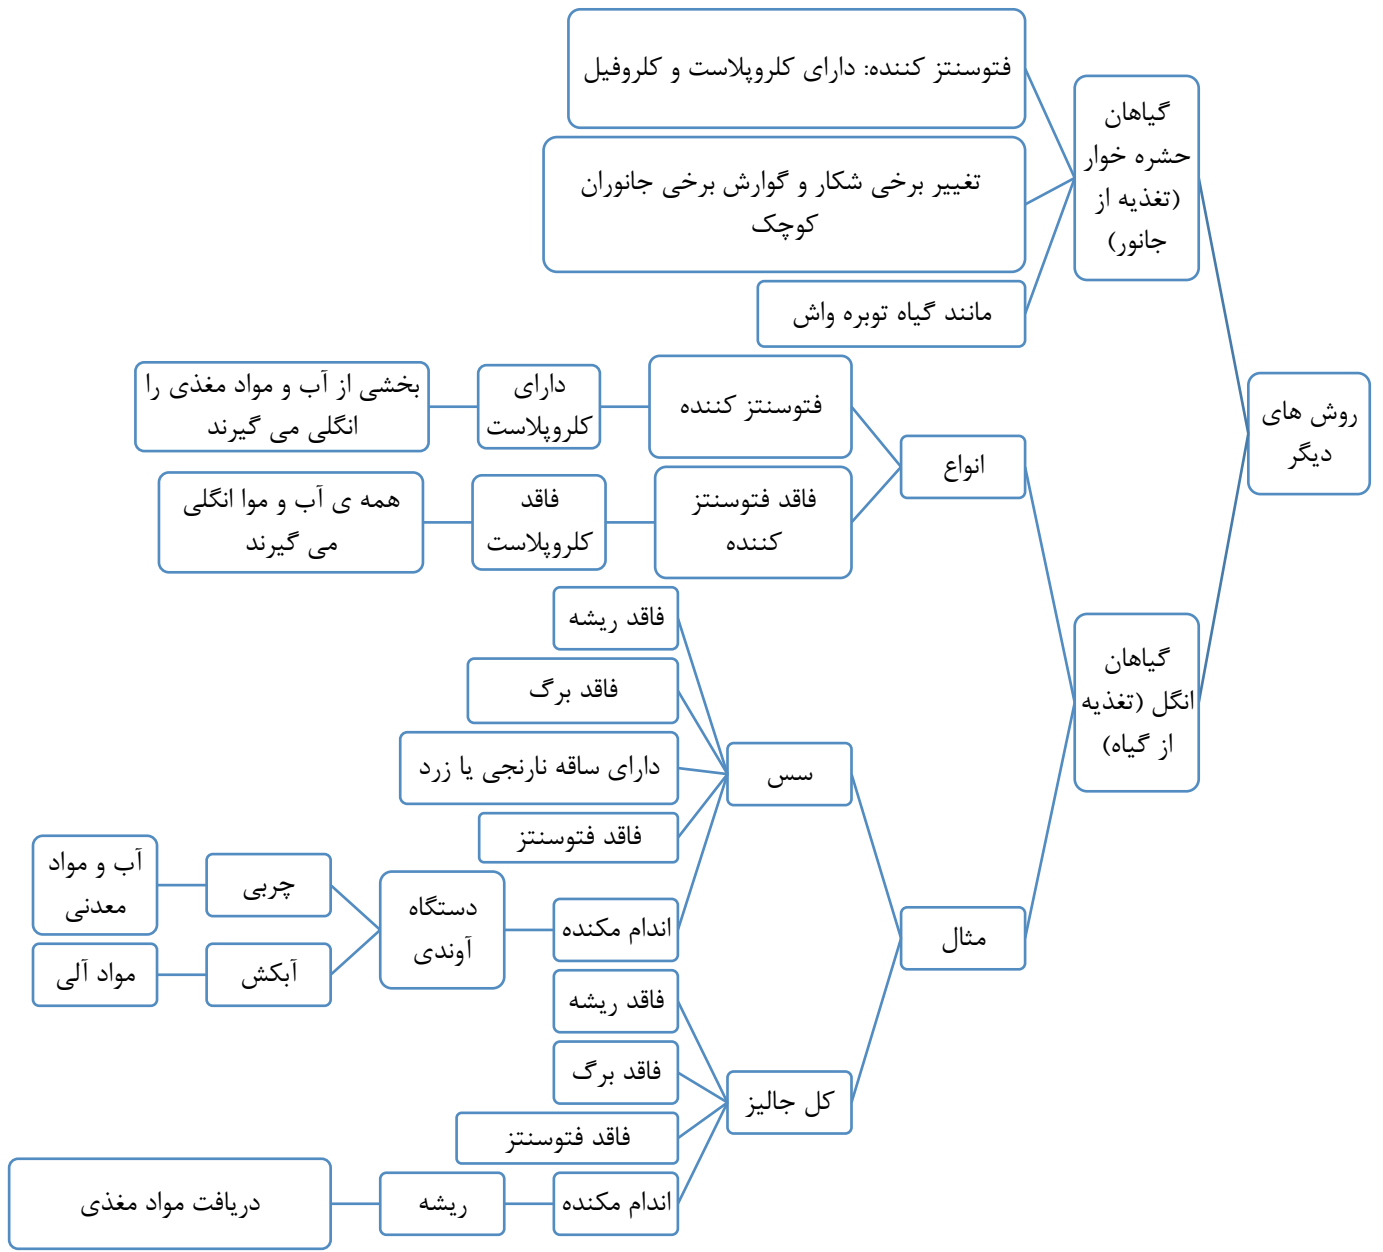 روش های
دیگر
گیاهان
حشره خوار
(تغذیه از
جانور)
فتوسنتز کننده: دارای کلروپلاست و کلروفیل
تغییر برخی شکار و گوارش برخی جانوران
کوچک
مانند گیاه توبره واش
گیاهان
انگل (تغذیه
از گیاه)
انواع
فتوسنتز کننده
دارای
کلروپلاست
بخشی از آب و مواد مغذی را
انگلی می گیرند
فاقد فتوسنتز
کننده
فاقد
کلروپلاست
همه ی آب و موا انگلی
می گیرند
مثال
سس
فاقد ریشه
فاقد برگ
دارای ساقه نارنجی یا زرد
فاقد فتوسنتز
اندام مکنده
دستگاه
آوندی
چربی
آب و مواد
معدنی
آبکش
مواد آلی
کل جالیز
فاقد ریشه
فاقد برگ
فاقد فتوسنتز
اندام مکنده
ریشه
دریافت مواد مغذی